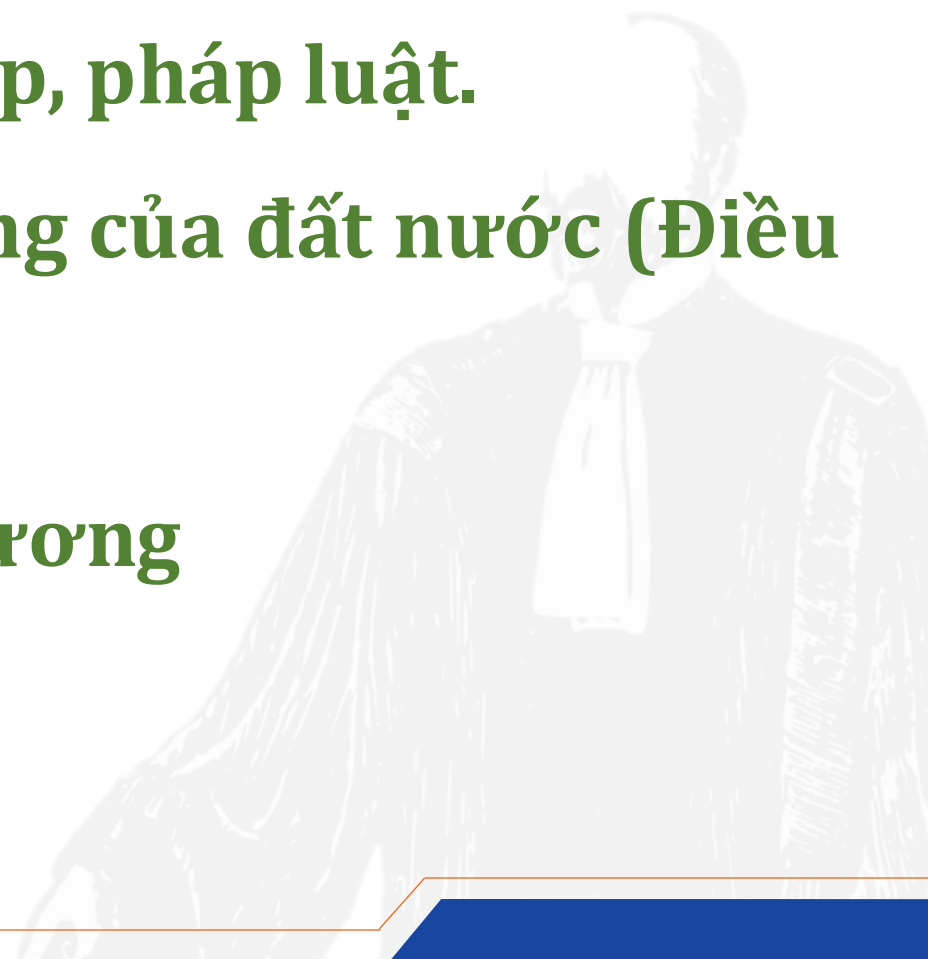 p, pháp luật.
ng của đất nước (Điều
ương